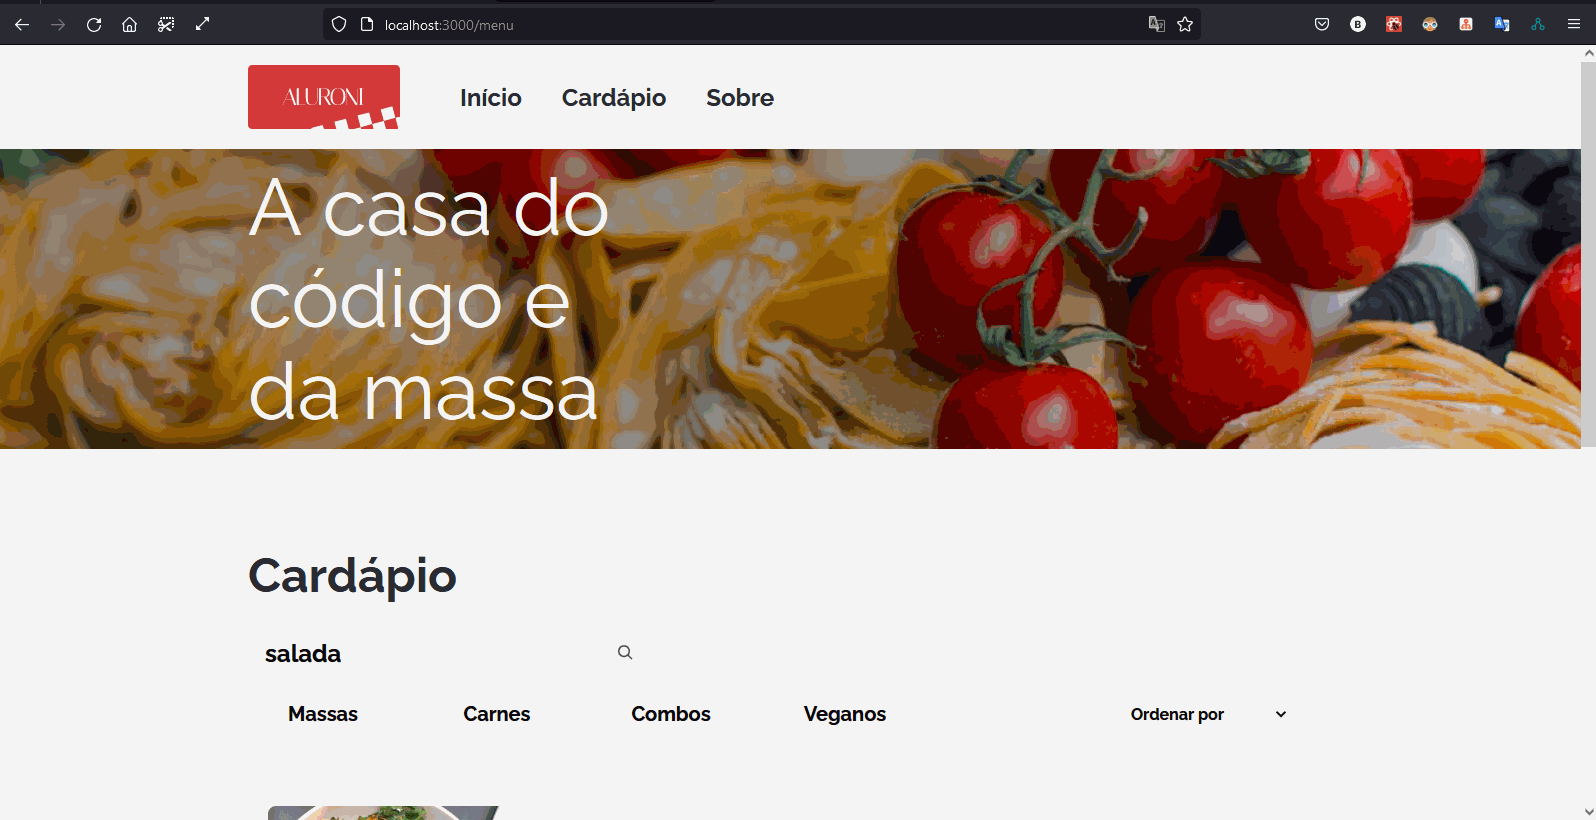 localhost:3000/menu
ALURONI
Início Cardápio Sobre
A casa do
código e
da massa
Cardápio
salada
Massas Carnes Combos Veganos Ordenar por